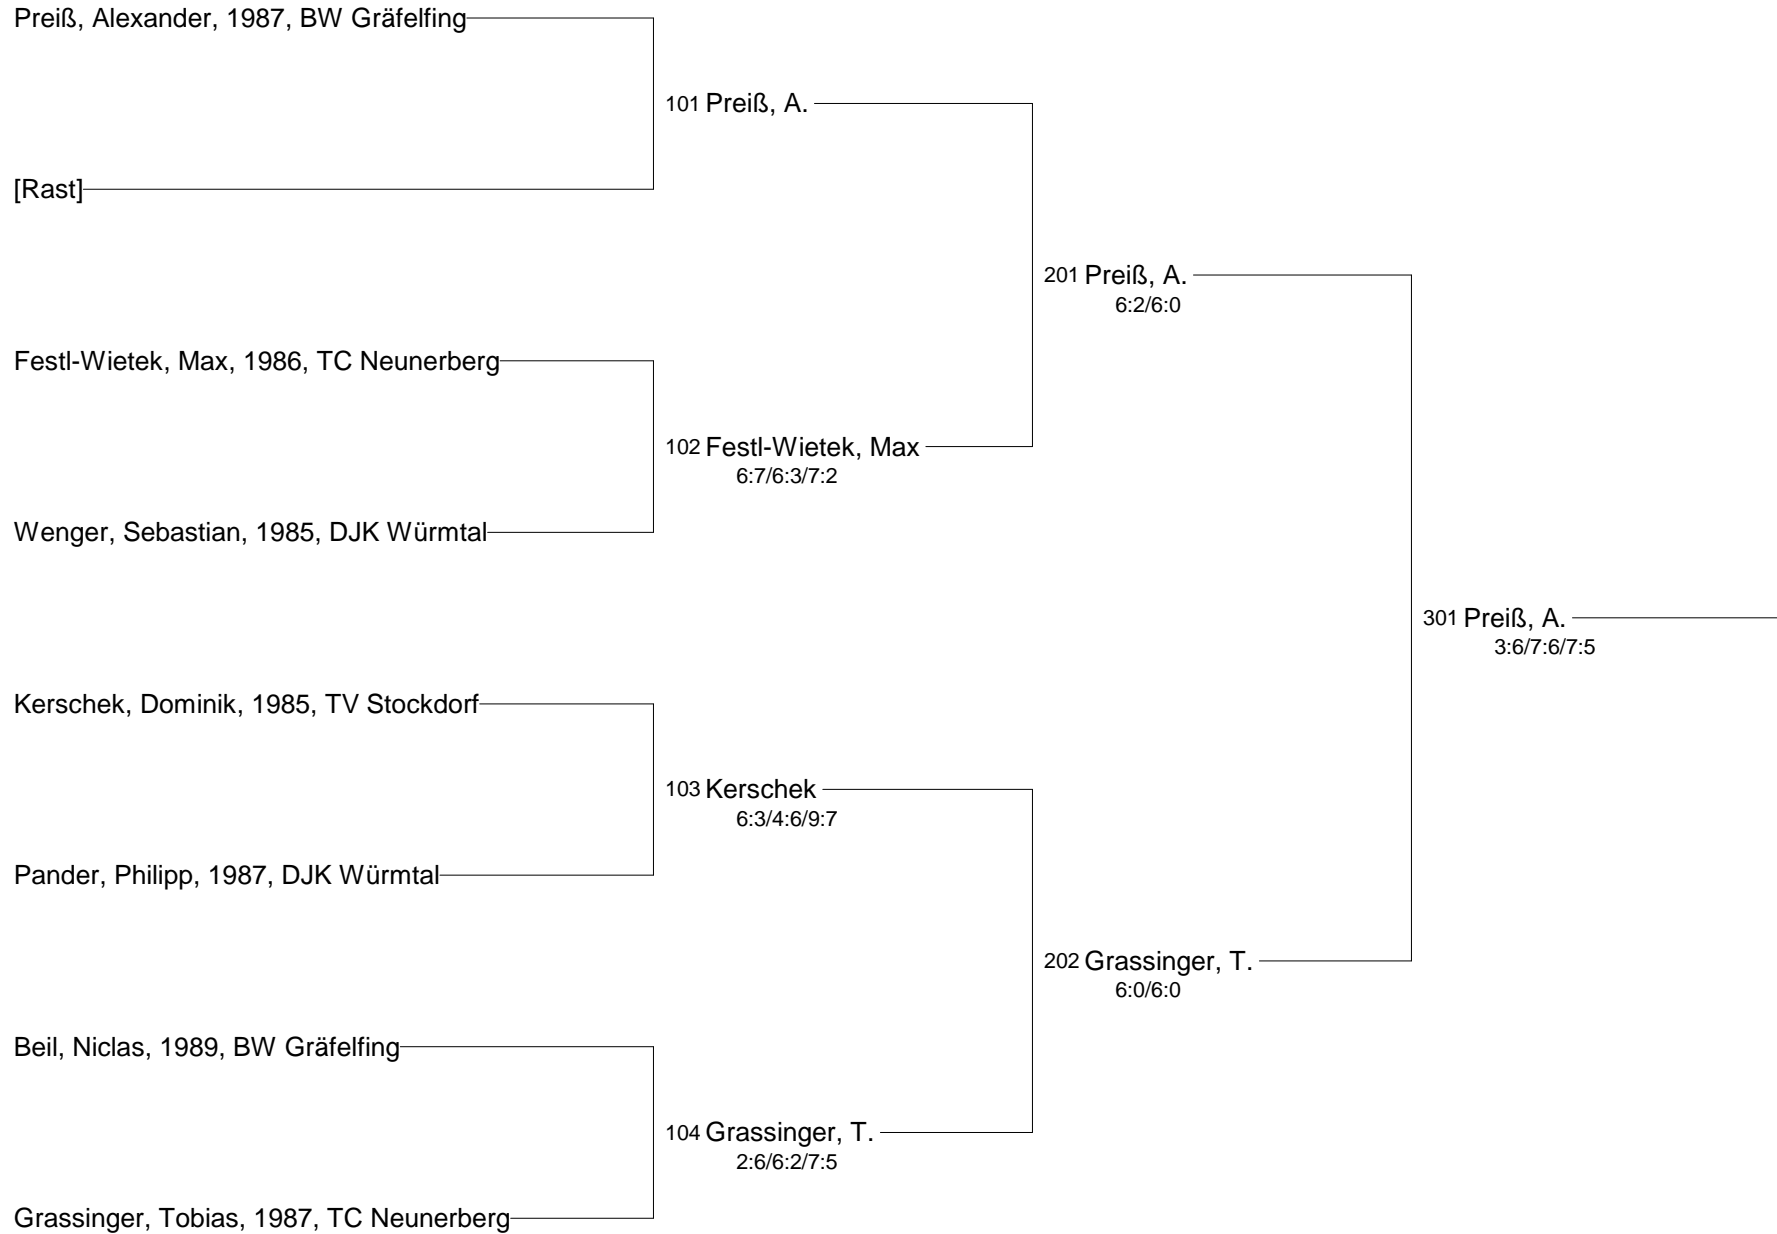 Preiß, Alexander, 1987, BW Gräfelfing
101 Preiß, A.
[Rast]
201 Preiß, A.
6:2/6:0
Festl-Wietek, Max, 1986, TC Neunerberg
102 Festl-Wietek, Max
6:7/6:3/7:2
Wenger, Sebastian, 1985, DJK Würmtal
301 Preiß, A.
3:6/7:6/7:5
Kerschek, Dominik, 1985, TV Stockdorf
103 Kerschek
6:3/4:6/9:7
Pander, Philipp, 1987, DJK Würmtal
202 Grassinger, T.
6:0/6:0
Beil, Niclas, 1989, BW Gräfelfing
104 Grassinger, T.
2:6/6:2/7:5
Grassinger, Tobias, 1987, TC Neunerberg